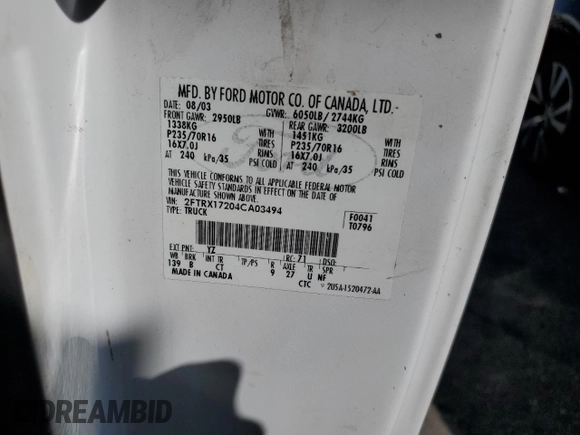 MFD. BY FORD MOTOR CO. OF CANADA, LTD.-
DATE: 08/03 GVWR: 6050LB/ 2744KG
FRONT GAWR: 2950LB REAR GAWR: 3200LB
1338KG WITH 1451KG WITH
P235/70R16 TIRES P235/70R16 TIRES
16X7.0J RIMS 16X7.0J RIMS
AT 240 kPa/35 PSI COLD AT 240 kPa/35 PSI COLD
Ford
THIS VEHICLE CONFORMS TO ALL APPLICABLE FEDERAL MOTOR
VEHICLE SAFETY STANDARDS IN EFFECT ON THE DATE OF
MANUFACTURE SHOWN ABOVE.
VIN: 2FTRX17204CA03494 F0041
TYPE: TRUCK T0796
EXT PNT: YZ RC: 71 DSO:
WB BRK INT TR TP/PS R AXLE TR SPR
139 B CT 9 27 U NF
MADE IN CANADA CTC 2U5A-1520472-AA
DREAMBID